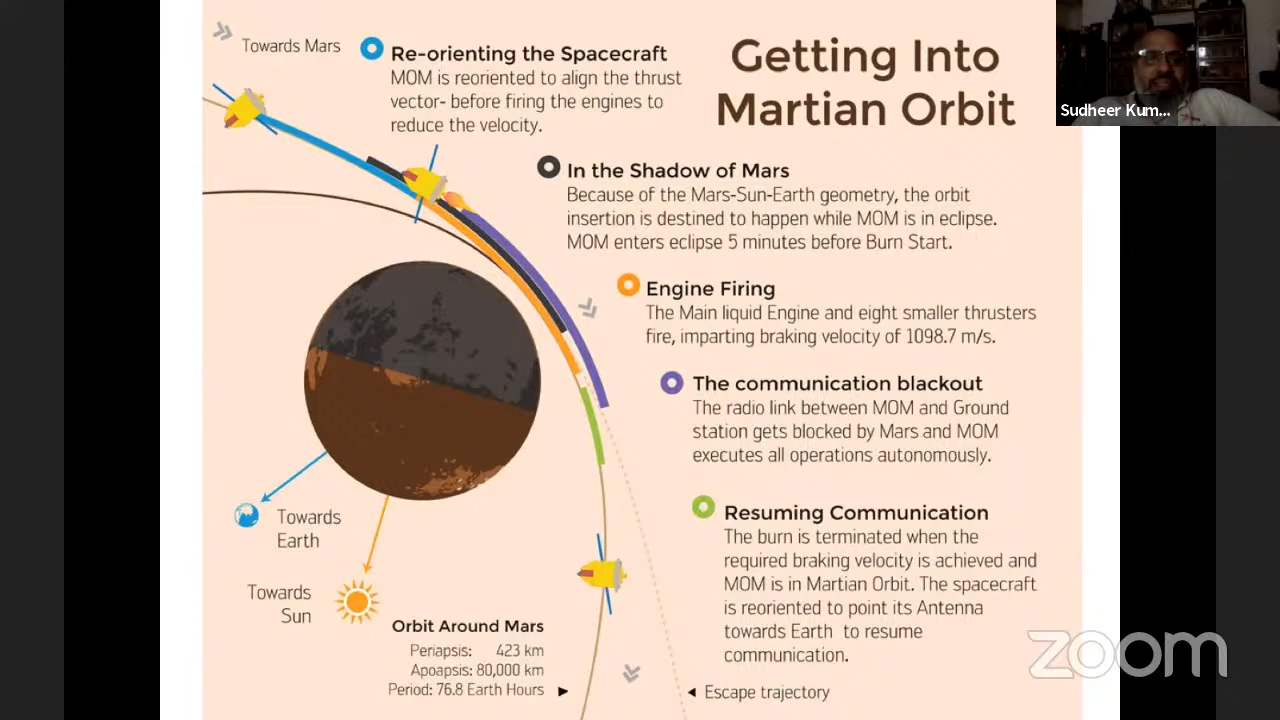 Towards Mars
Re-orienting the Spacecraft
MOM is reoriented to align the thrust
vector- before firing the engines to
reduce the velocity.
Getting Into
Martian Orbit
Sudheer Kum...
In the Shadow of Mars
Because of the Mars-Sun-Earth geometry, the orbit
insertion is destined to happen while MOM is in eclipse.
MOM enters eclipse 5 minutes before Burn Start.
Engine Firing
The Main liquid Engine and eight smaller thrusters
fire, imparting braking velocity of 1098.7 m/s.
The communication blackout
The radio link between MOM and Ground
station gets blocked by Mars and MOM
executes all operations autonomously.
Resuming Communication
The burn is terminated when the
required braking velocity is achieved and
MOM is in Martian Orbit. The spacecraft
is reoriented to point its Antenna
towards Earth to resume
communication.
Towards
Earth
Towards
Sun
Orbit Around Mars
Periapsis: 423 km
Apoapsis: 80,000 km
Period: 76.8 Earth Hours
Escape trajectory
zoom